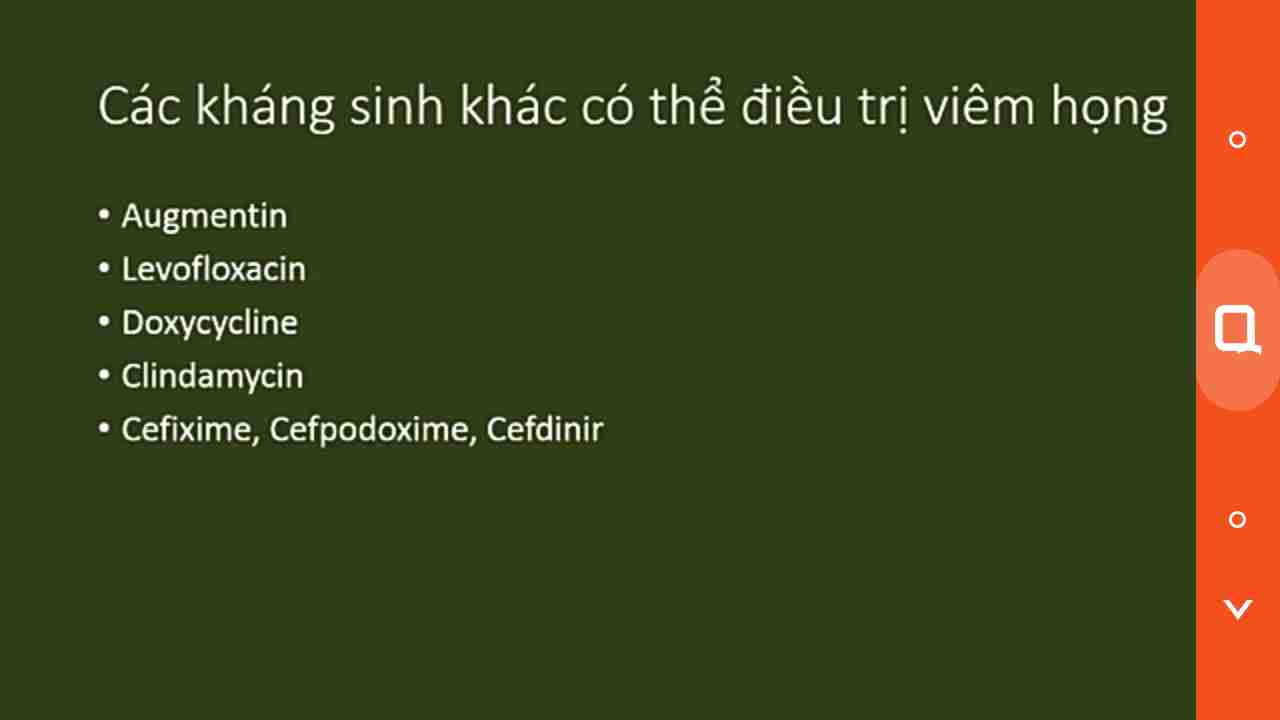 Các kháng sinh khác có thể điều trị viêm họng
• Augmentin
• Levofloxacin
• Doxycycline
• Clindamycin
• Cefixime, Cefpodoxime, Cefdinir